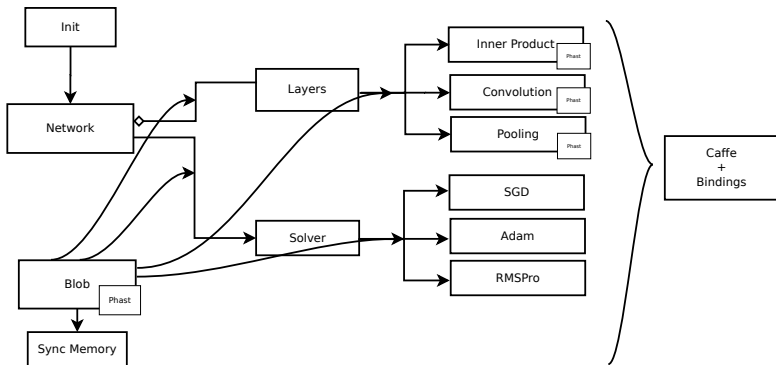 Init
Network
Layers
Inner Product
Phast
Convolution
Phast
Pooling
Phast
Caffe
+
Bindings
SGD
Solver
Adam
RMSPro
Blob
Phast
Sync Memory